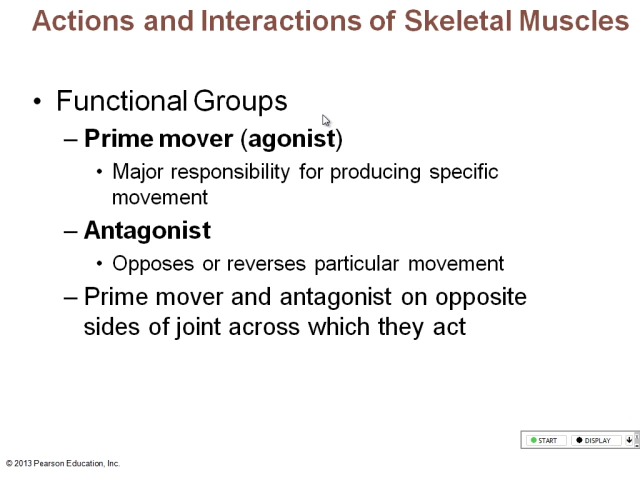 Actions and Interactions of Skeletal Muscles
• Functional Groups
– Prime mover (agonist)
• Major responsibility for producing specific
movement
– Antagonist
• Opposes or reverses particular movement
– Prime mover and antagonist on opposite
sides of joint across which they act
START DISPLAY
© 2013 Pearson Education, Inc.